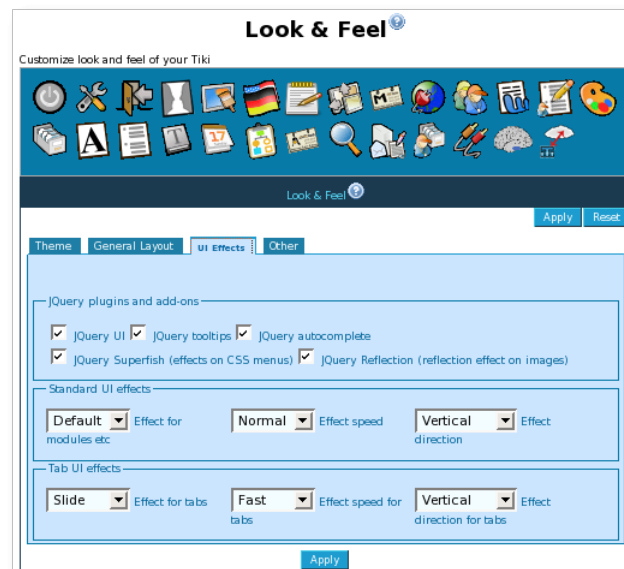 Look & Feel
Customize look and feel of your Tiki
M
17
A
T
Look & Feel
Apply Reset
Theme General Layout UI Effects Other
JQuery plugins and add-ons
JQuery UI JQuery tooltips JQuery autocomplete
JQuery Superfish (effects on CSS menus) JQuery Reflection (reflection effect on images)
Standard UI effects
Default Effect for modules etc Normal Effect speed Vertical Effect direction
Tab UI effects
Slide Effect for tabs Fast Effect speed for tabs Vertical Effect direction for tabs
Apply